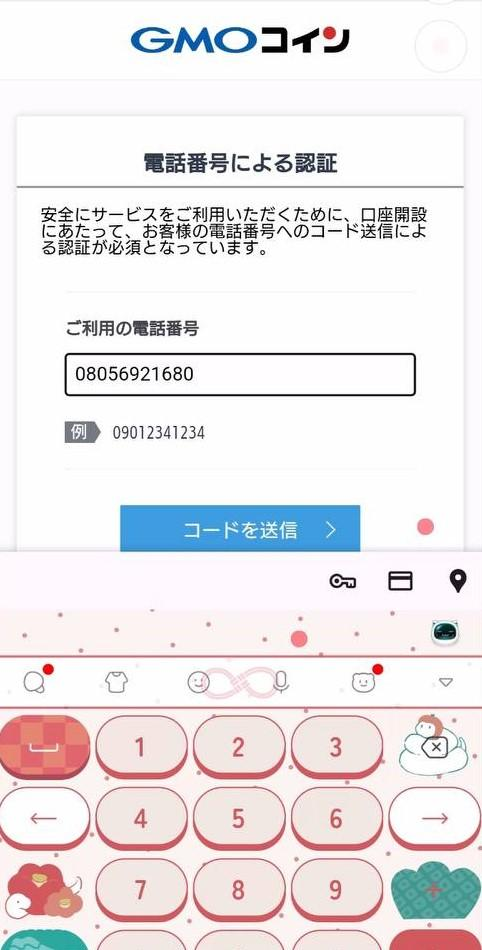 GMOコイン
電話番号による認証
安全にサービスをご利用いただくために、口座開設
にあたって、お客様の電話番号へのコード送信によ
る認証が必須となっています。
ご利用の電話番号
08056921680
例 09012341234
コードを送信
1 2 3
← 4 5 6 →
7 8 9 +